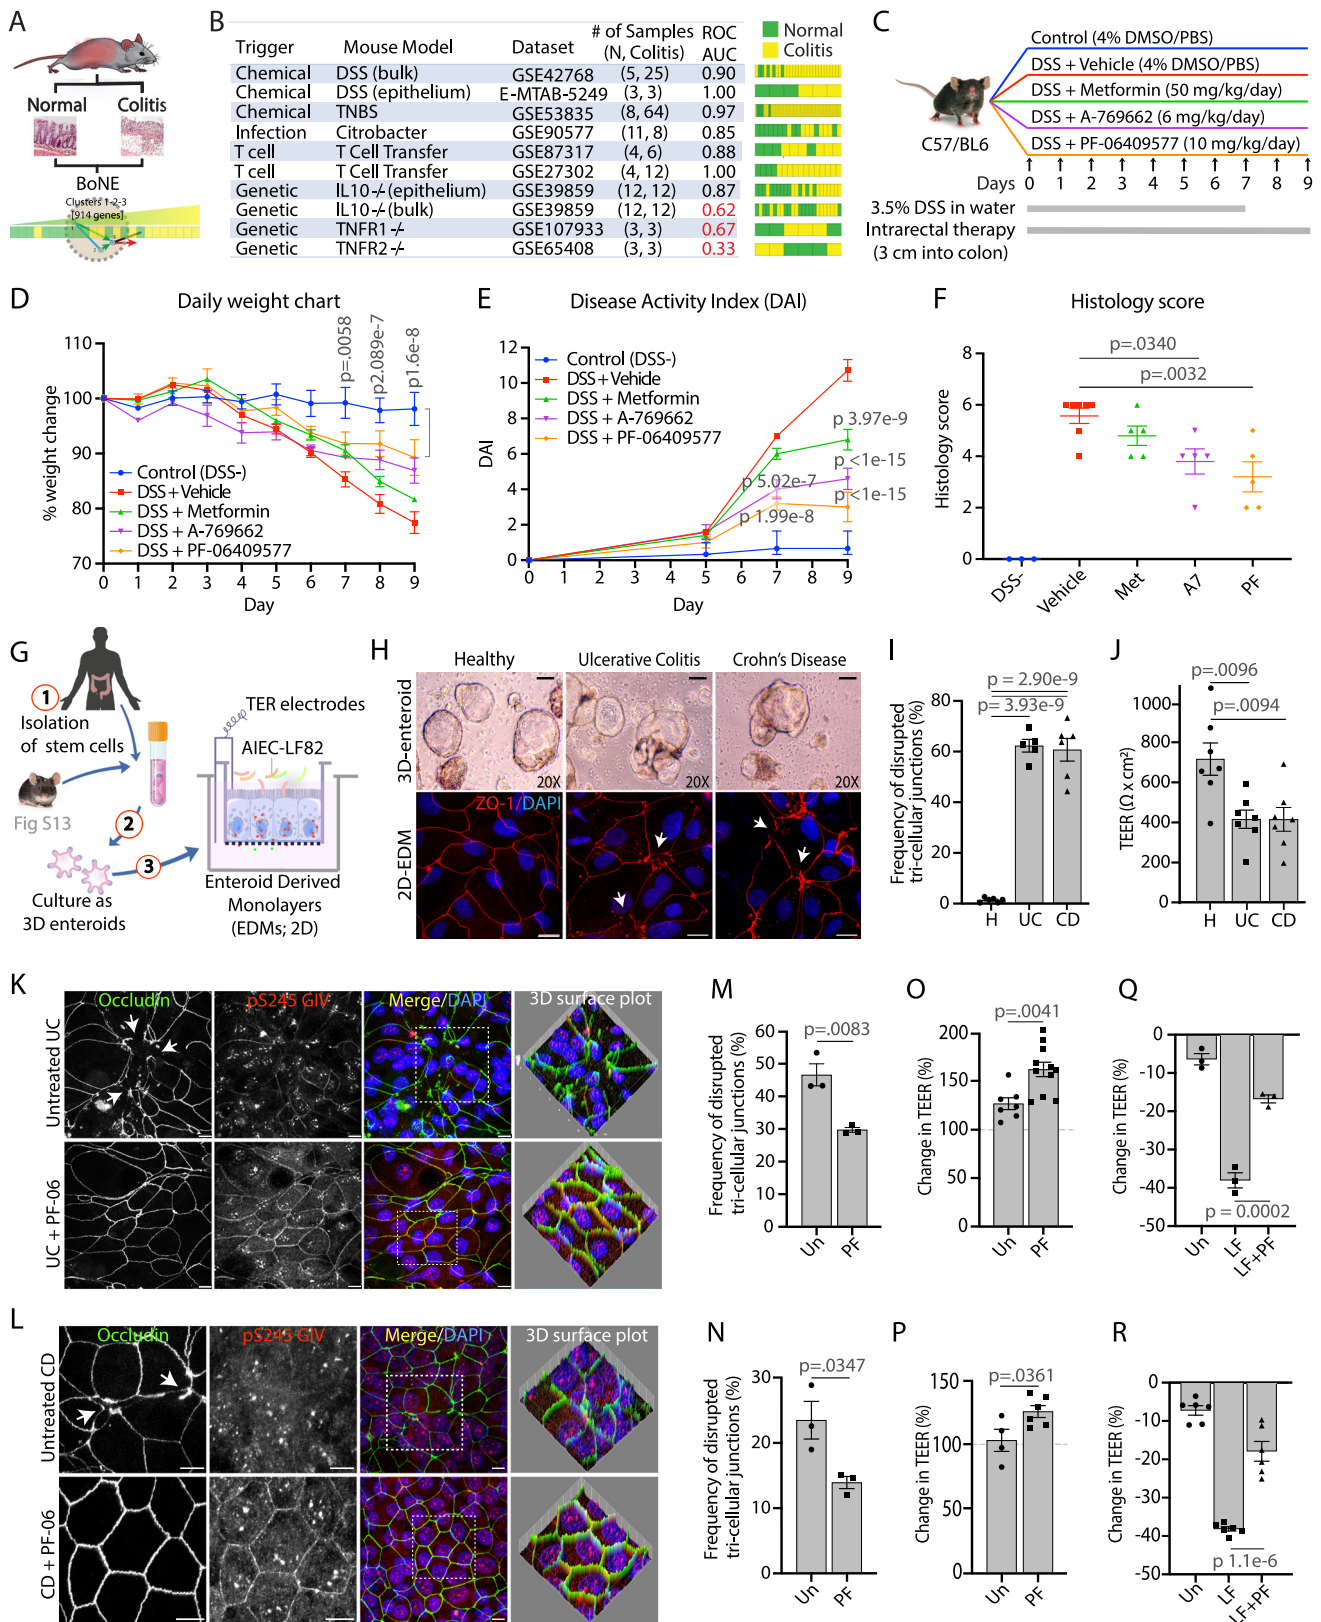 A
Normal
Colitis
BoNE
Clusters 1-2-3
[914 genes]
B
Trigger Mouse Model Dataset # of Samples (N, Colitis) ROC AUC
Normal
Colitis
Chemical DSS (bulk) GSE42768 (5, 25) 0.90
Chemical DSS (epithelium) E-MTAB-5249 (3, 3) 1.00
Chemical TNBS GSE53835 (8, 64) 0.97
Infection Citrobacter GSE90577 (11, 8) 0.85
T cell T Cell Transfer GSE87317 (4, 6) 0.88
T cell T Cell Transfer GSE27302 (4, 12) 1.00
Genetic IL10-/-(epithelium) GSE39859 (12, 12) 0.87
Genetic IL10-/-(bulk) GSE39859 (12, 12) 0.62
Genetic TNFR1-/- GSE107933 (3, 3) 0.67
Genetic TNFR2-/- GSE65408 (3, 3) 0.33
C
Control (4% DMSO/PBS)
DSS + Vehicle (4% DMSO/PBS)
DSS + Metformin (50 mg/kg/day)
DSS + A-769662 (6 mg/kg/day)
DSS + PF-06409577 (10 mg/kg/day)
C57/BL6
Days 0 1 2 3 4 5 6 7 8 9
3.5% DSS in water
Intrarectal therapy
(3 cm into colon)
D
Daily weight chart
p=.0058
p2.089e-7
p1.6e-8
% weight change
110
100
90
80
70
Control (DSS-)
DSS+Vehicle
DSS + Metformin
DSS + A-769662
DSS + PF-06409577
0 1 2 3 4 5 6 7 8 9
Day
E
Disease Activity Index (DAI)
DAI
12
10
8
6
4
2
0
Control (DSS-)
DSS+Vehicle
DSS + Metformin
DSS + A-769662
DSS + PF-06409577
p 3.97e-9
p <1e-15
p 5.02e-7
p <1e-15
p 1.99e-8
0 5 6 7 8 9
Day
F
Histology score
p=.0340
p=.0032
Histology score
8
6
4
2
0
DSS- Vehicle Met A7 PF
G
1
Isolation
of stem cells
Fig S13
2
3
Culture as
3D enteroids
TER electrodes
AIEC-LF82
Enteroid Derived
Monolayers
(EDMs; 2D)
H
Healthy Ulcerative Colitis Crohn's Disease
3D-enteroid
20X 20X 20X
2D-EDM
ZO-1/DAPI
I
p = 2.90e-9
p = 3.93e-9
Frequency of disrupted
tri-cellular junctions (%)
80
60
40
20
0
H UC CD
J
p=.0096
p=.0094
TEER (Ω x cm²)
1000
800
600
400
200
0
H UC CD
K
Occludin pS245 GIV Merge/DAPI 3D surface plot
Untreated UC
UC + PF-06
L
Occludin pS245 GIV Merge/DAPI 3D surface plot
Untreated CD
CD + PF-06
M
p=.0083
Frequency of disrupted
tri-cellular junctions (%)
60
50
40
30
20
10
0
Un PF
O
p=.0041
Change in TEER (%)
200
150
100
50
0
Un PF
Q
Change in TEER (%)
0
-10
-20
-30
-40
-50
p = 0.0002
Un LF LF+PF
N
p=.0347
Frequency of disrupted
tri-cellular junctions (%)
30
20
10
0
Un PF
P
p=.0361
Change in TEER (%)
150
100
50
0
Un PF
R
Change in TEER (%)
0
-10
-20
-30
-40
-50
p 1.1e-6
Un LF LF+PF